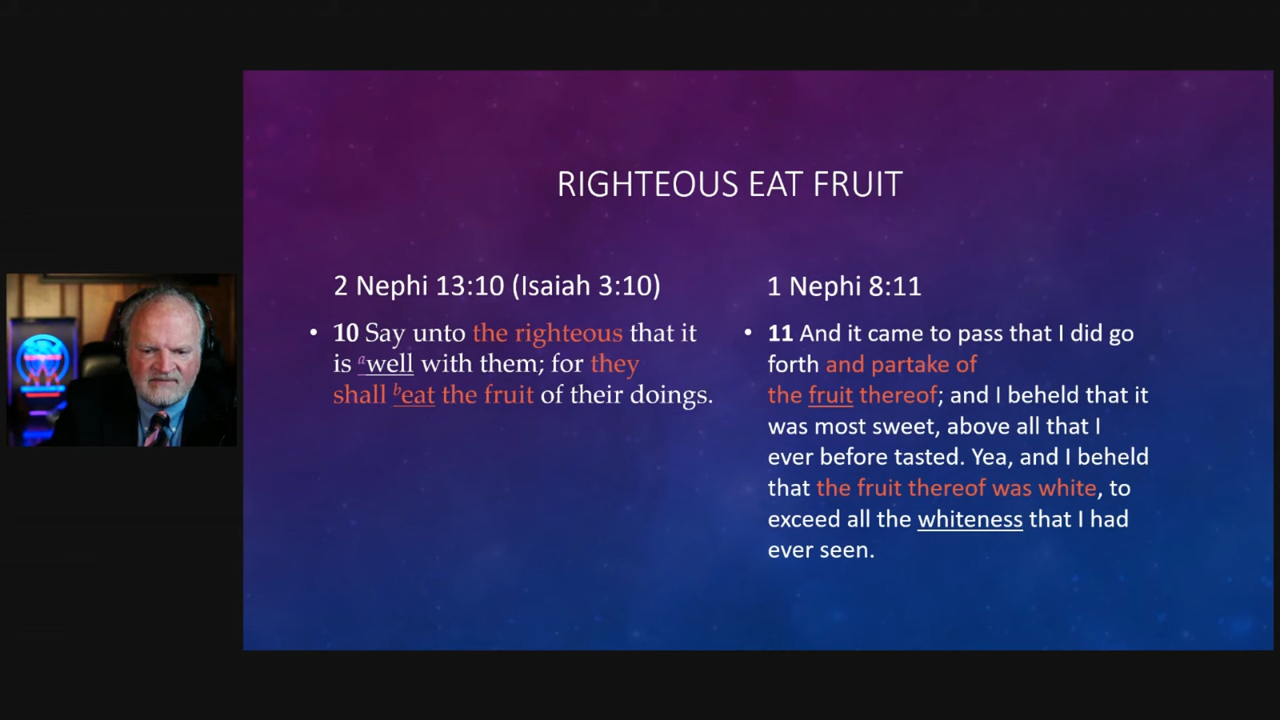 RIGHTEOUS EAT FRUIT
2 Nephi 13:10 (Isaiah 3:10)
• 10 Say unto the righteous that it
is ᵃwell with them; for they
shall ᵇeat the fruit of their doings.
1 Nephi 8:11
• 11 And it came to pass that I did go
forth and partake of
the fruit thereof; and I beheld that it
was most sweet, above all that I
ever before tasted. Yea, and I beheld
that the fruit thereof was white, to
exceed all the whiteness that I had
ever seen.